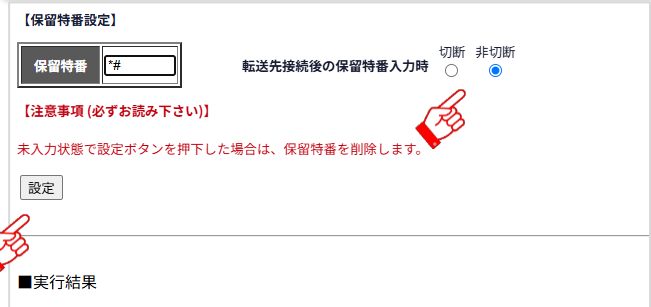 【保留特番設定】
保留特番 *# 転送先接続後の保留特番入力時 切断 非切断
【注意事項 (必ずお読み下さい)】
未入力状態で設定ボタンを押下した場合は、保留特番を削除します。
設定
■実行結果